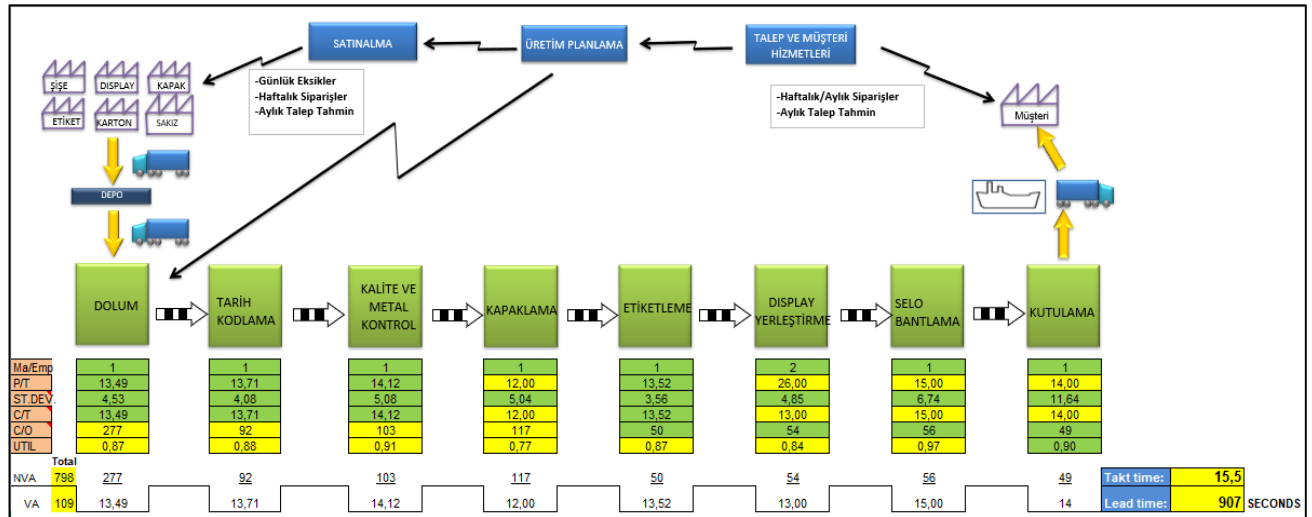 SATINALMA
ÜRETİM PLANLAMA
TALEP VE MÜŞTERİ
HİZMETLERİ
ŞİŞE
DISPLAY
KAPAK
ETİKET
KARTON
SAKIZ
-Günlük Eksikler
-Haftalık Siparişler
-Aylık Talep Tahmin
-Haftalık/Aylık Siparişler
-Aylık Talep Tahmin
Müşteri
DEPO
DOLUM
TARİH
KODLAMA
KALİTE VE
METAL
KONTROL
KAPAKLAMA
ETİKETLEME
DISPLAY
YERLEŞTİRME
SELO
BANTLAMA
KUTULAMA
Ma/Emp 1 1 1 1 1 2 1 1
P/T 13,49 13,71 14,12 12,00 13,52 26,00 15,00 14,00
ST.DEV. 4,53 4,08 5,08 5,04 3,56 4,85 6,74 11,64
C/T 13,49 13,71 14,12 12,00 13,52 13,00 15,00 14,00
C/O 277 92 103 117 50 54 56 49
UTIL 0,87 0,88 0,91 0,77 0,87 0,84 0,97 0,90
Total
NVA 798 277 92 103 117 50 54 56 49 Takt time: 15,5
VA 109 13,49 13,71 14,12 12,00 13,52 13,00 15,00 14 Lead time: 907 SECONDS